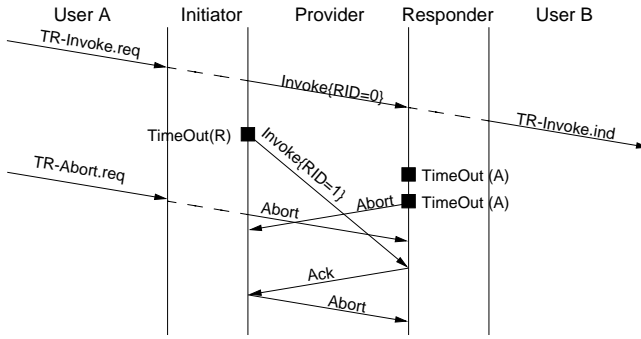 User A Initiator Provider Responder User B
TR-Invoke.req
Invoke{RID=0}
TR-Invoke.ind
TimeOut(R)
Invoke{RID=1}
TR-Abort.req
TimeOut (A)
Abort
TimeOut (A)
Abort
Ack
Abort